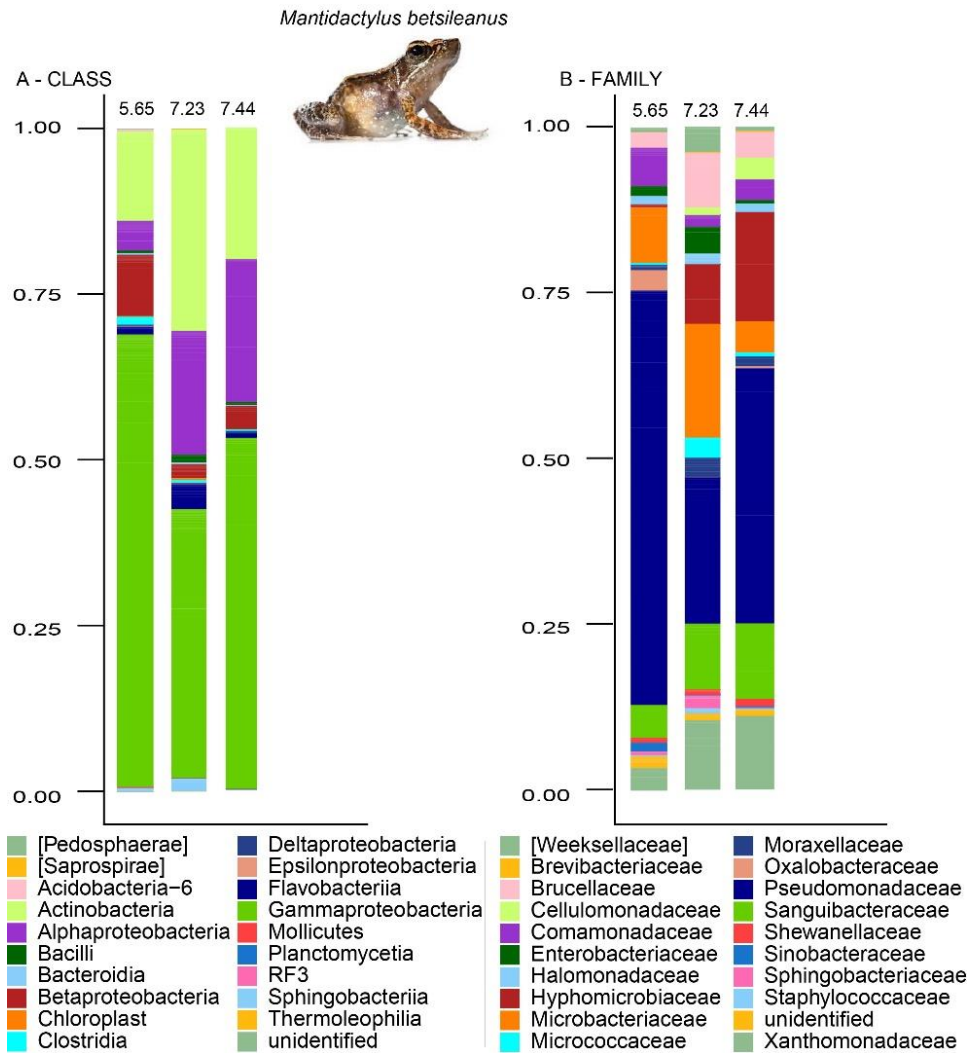 Mantidactylus betsileanus
A - CLASS
5.65 7.23 7.44
1.00
0.75
0.50
0.25
0.00
B - FAMILY
5.65 7.23 7.44
1.00
0.75
0.50
0.25
0.00
[Pedosphaerae]
[Saprospirae]
Acidobacteria-6
Actinobacteria
Alphaproteobacteria
Bacilli
Bacteroidia
Betaproteobacteria
Chloroplast
Clostridia
Deltaproteobacteria
Epsilonproteobacteria
Flavobacteriia
Gammaproteobacteria
Mollicutes
Planctomycetia
RF3
Sphingobacteriia
Thermoleophilia
unidentified
[Weeksellaceae]
Brevibacteriaceae
Brucellaceae
Cellulomonadaceae
Comamonadaceae
Enterobacteriaceae
Halomonadaceae
Hyphomicrobiaceae
Microbacteriaceae
Micrococcaceae
Moraxellaceae
Oxalobacteraceae
Pseudomonadaceae
Sanguibacteraceae
Shewanellaceae
Sinobacteraceae
Sphingobacteriaceae
Staphylococcaceae
unidentified
Xanthomonadaceae